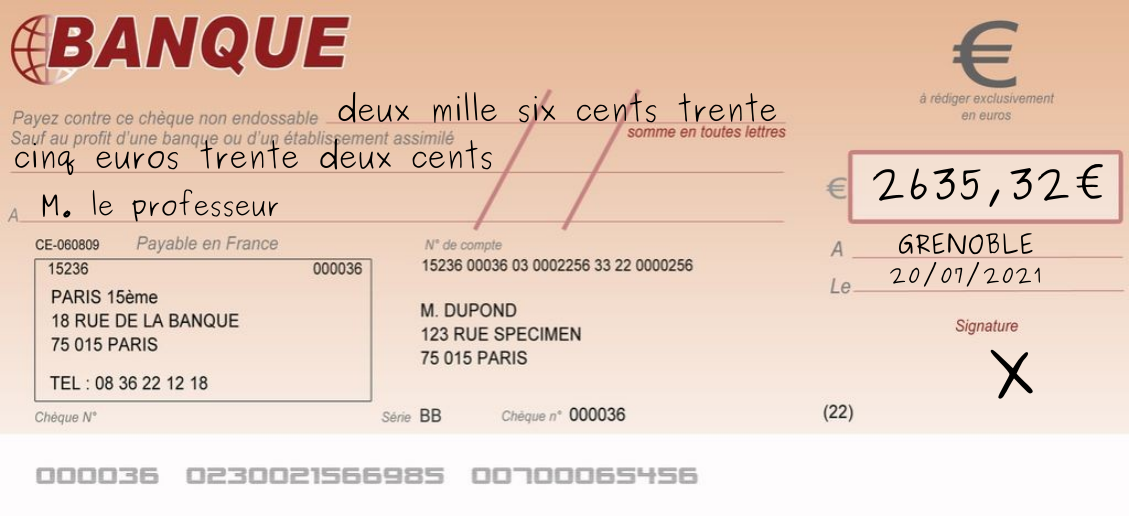 BANQUE
€
à rédiger exclusivement
en euros
Payez contre ce chèque non endossable deux mille six cents trente
Sauf au profit d'une banque ou d'un établissement assimilé somme en toutes lettres
cinq euros trente deux cents
€ 2635,32€
A M. le professeur
CE-060809 Payable en France
N° de compte
A GRENOBLE
15236 000036
15236 00036 03 0002256 33 22 0000256
Le 20/07/2021
PARIS 15ème
18 RUE DE LA BANQUE
75 015 PARIS
TEL : 08 36 22 12 18
M. DUPOND
123 RUE SPECIMEN
75 015 PARIS
Signature
X
Chèque N° Série BB Chèque n° 000036 (22)
000036 0230021566985 00700065456